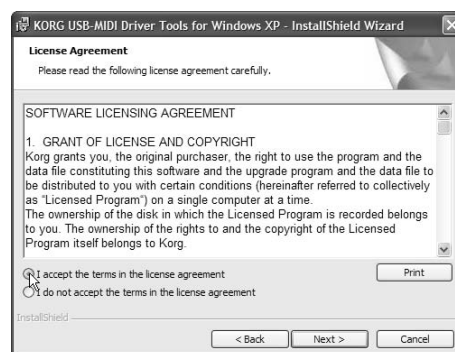 KORG USB-MIDI Driver Tools for Windows XP - InstallShield Wizard
License Agreement
Please read the following license agreement carefully.
SOFTWARE LICENSING AGREEMENT
1. GRANT OF LICENSE AND COPYRIGHT
Korg grants you, the original purchaser, the right to use the program and the
data file constituting this software and the upgrade program and the data file to
be distributed to you with certain conditions (hereinafter referred to collectively
as "Licensed Program") on a single computer at a time.
The ownership of the disk in which the Licensed Program is recorded belongs
to you. The ownership of the rights to and the copyright of the Licensed
Program itself belongs to Korg.
I accept the terms in the license agreement
Print
I do not accept the terms in the license agreement
InstallShield
< Back
Next >
Cancel